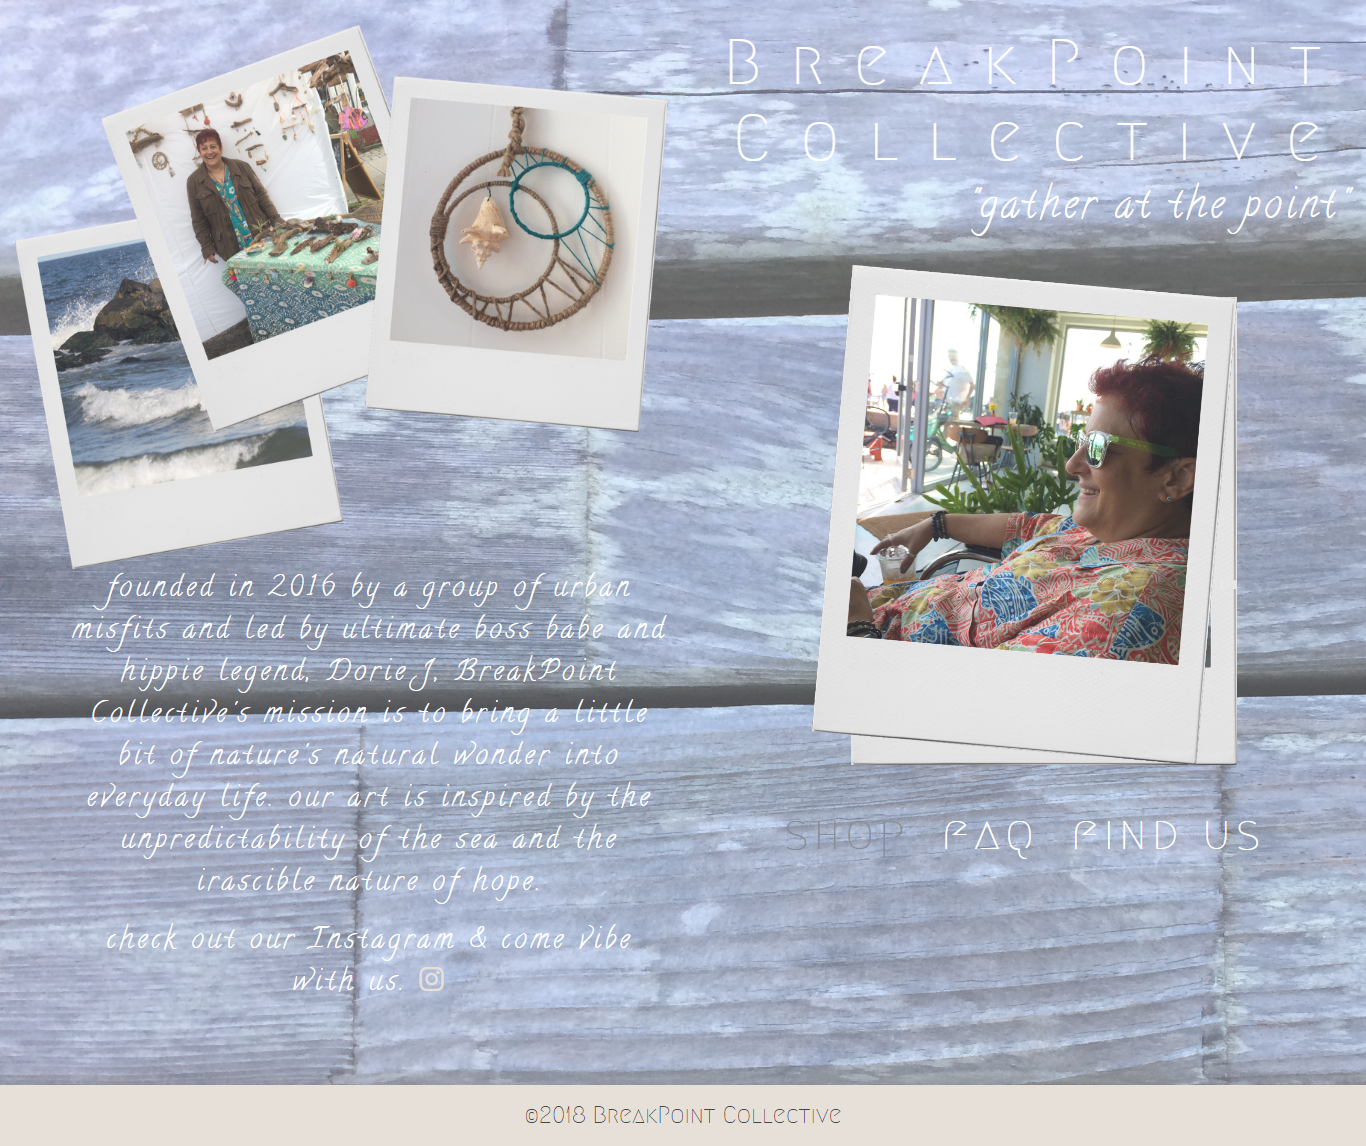 BreakPoint
Collective
"gather at the point"
founded in 2016 by a group of urban
misfits and led by ultimate boss babe and
hippie legend, Dorie J, BreakPoint
Collective's mission is to bring a little
bit of nature's natural wonder into
everyday life. our art is inspired by the
unpredictability of the sea and the
irascible nature of hope.
check out our Instagram & come vibe
with us.
SHOP FAQ FIND US
©2018 BreakPoint Collective